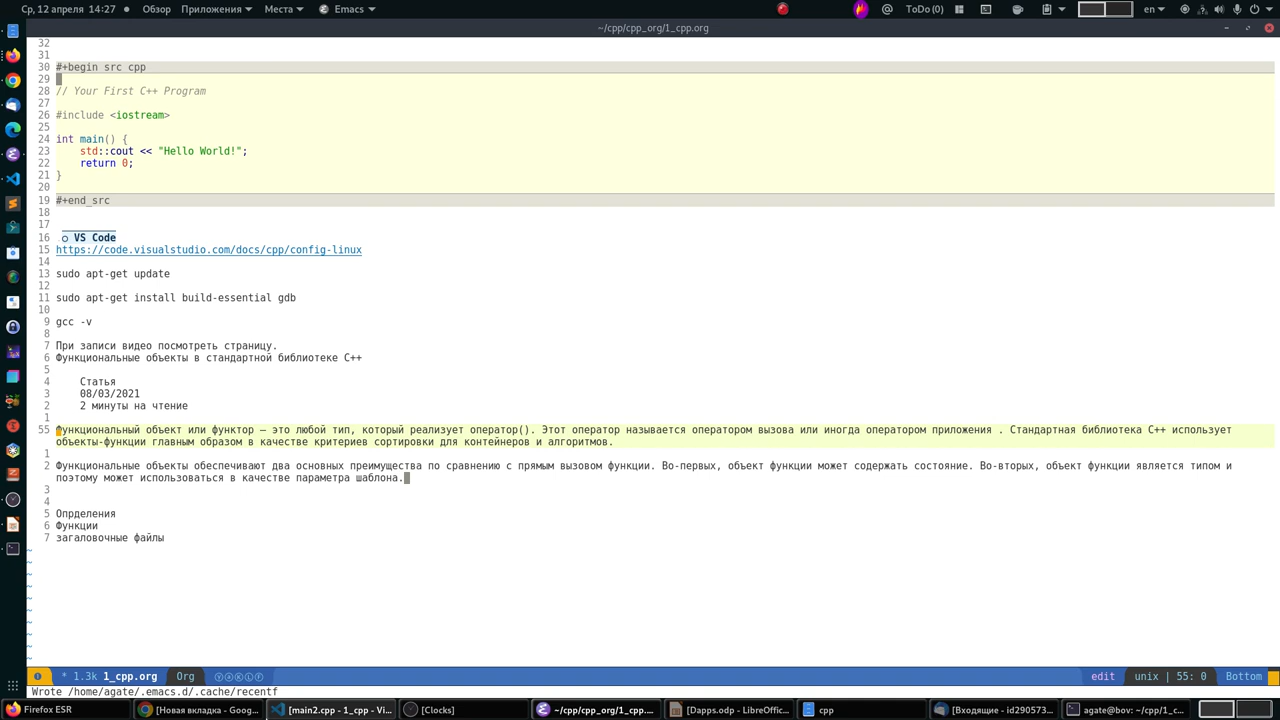 Ср, 12 апреля 14:27 Обзор Приложения Места Emacs ToDo(0) en
~/cpp/cpp_org/1_cpp.org
32
31
30 #+begin src cpp
29
28 // Your First C++ Program
27
26 #include <iostream>
25
24 int main() {
23 std::cout << "Hello World!";
22 return 0;
21 }
20
19 #+end_src
18
17
16 ○ VS Code
15 https://code.visualstudio.com/docs/cpp/config-linux
14
13 sudo apt-get update
12
11 sudo apt-get install build-essential gdb
10
9 gcc -v
8
7 При записи видео посмотреть страницу.
6 Функциональные объекты в стандартной библиотеке C++
5
4 Статья
3 08/03/2021
2 2 минуты на чтение
1
55 Функциональный объект или функтор — это любой тип, который реализует оператор(). Этот оператор называется оператором вызова или иногда оператором приложения . Стандартная библиотека C++ использует
объекты-функции главным образом в качестве критериев сортировки для контейнеров и алгоритмов.
1
2 Функциональные объекты обеспечивают два основных преимущества по сравнению с прямым вызовом функции. Во-первых, объект функции может содержать состояние. Во-вторых, объект функции является типом и
поэтому может использоваться в качестве параметра шаблона.
3
4
5 Опрделения
6 Функции
7 загаловочные файлы
~
~
~
~
~
~
~
~
~
~
* 1.3k 1_cpp.org Org ⓨⓐⓀⓁⒻ edit unix | 55: 0 Bottom
Wrote /home/agate/.emacs.d/.cache/recentf
Firefox ESR [Новая вкладка - Goog... [main2.cpp - 1_cpp - Vi... [Clocks] ~/cpp/cpp_org/1_cpp.... [Dapps.odp - LibreOffic... cpp [Входящие - id290573... agate@bov: ~/cpp/1_c...